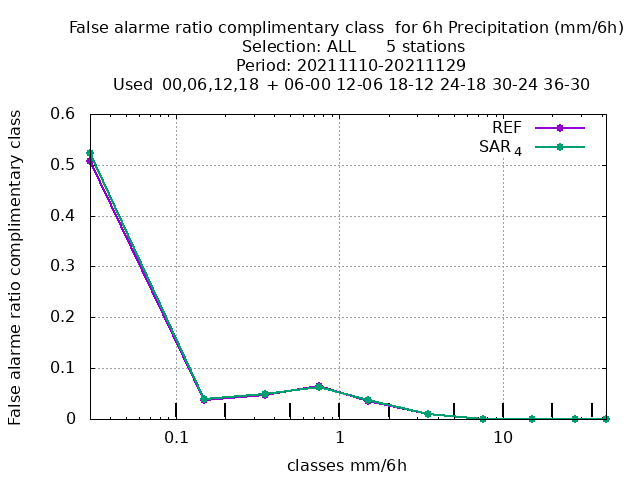 False alarme ratio complimentary class  for 6h Precipitation (mm/6h)
Selection: ALL      5 stations
Period: 20211110-20211129
Used  00,06,12,18  + 06-00 12-06 18-12 24-18 30-24 36-30
False alarme ratio complimentary class
0.6
0.5
0.4
0.3
0.2
0.1
0
REF
SAR 4
0.1
1
10
classes mm/6h